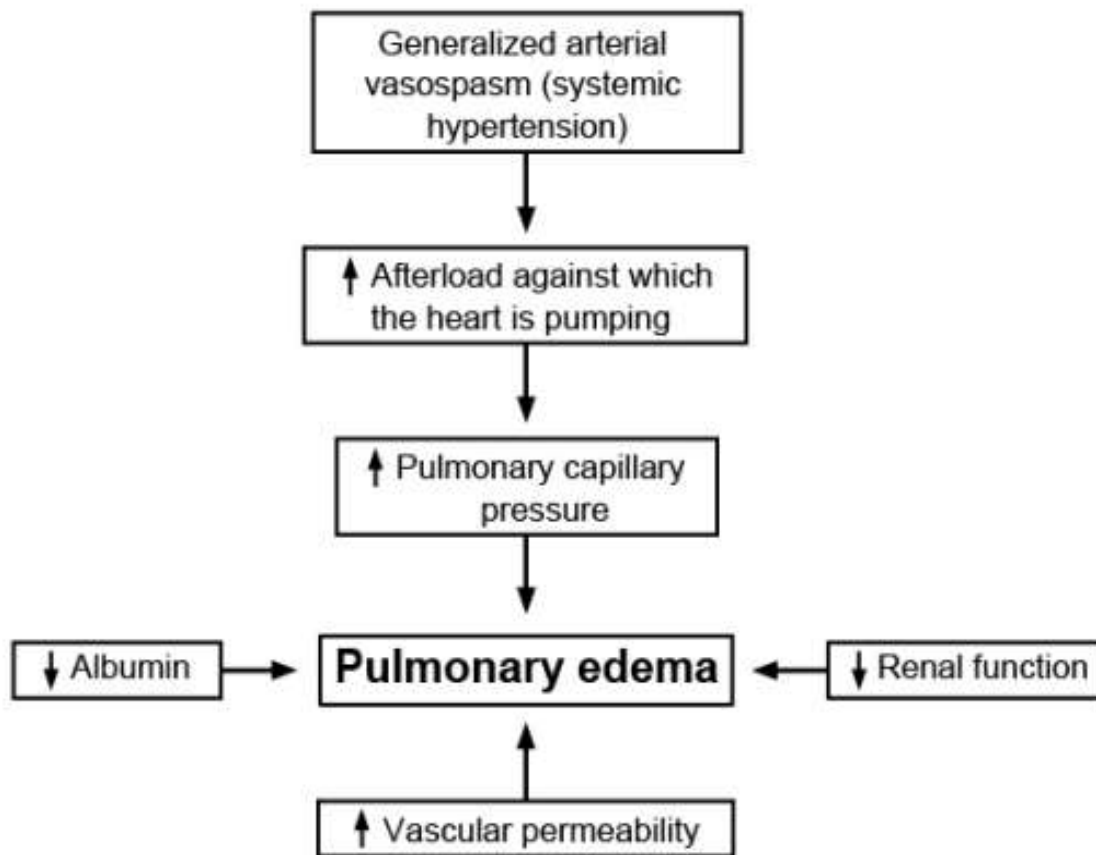 Generalized arterial
vasospasm (systemic
hypertension)
↑ Afterload against which
the heart is pumping
↑ Pulmonary capillary
pressure
↓ Albumin
Pulmonary edema
↓ Renal function
↑ Vascular permeability